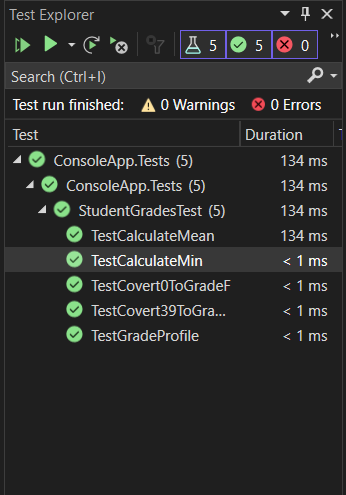 Test Explorer
5 5 0
Search (Ctrl+I)
Test run finished: 0 Warnings 0 Errors
Test Duration
ConsoleApp.Tests (5) 134 ms
ConsoleApp.Tests (5) 134 ms
StudentGradesTest (5) 134 ms
TestCalculateMean 134 ms
TestCalculateMin < 1 ms
TestCovert0ToGradeF < 1 ms
TestCovert39ToGra... < 1 ms
TestGradeProfile < 1 ms